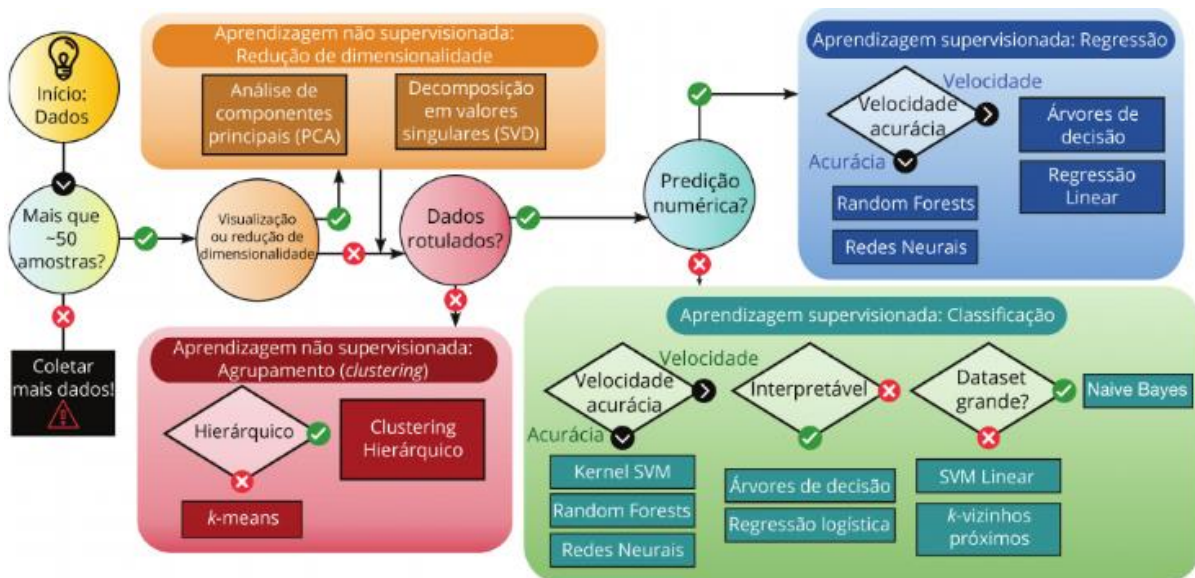 Início:
Dados
Mais que
~50
amostras?
Coletar
mais dados!
Aprendizagem não supervisionada:
Redução de dimensionalidade
Análise de
componentes
principais (PCA)
Decomposição
em valores
singulares (SVD)
Visualização
ou redução de
dimensionalidade
Dados
rotulados?
Predição
numérica?
Aprendizagem supervisionada: Regressão
Velocidade
Velocidade
acurácia
Acurácia
Árvores de
decisão
Regressão
Linear
Random Forests
Redes Neurais
Aprendizagem não supervisionada:
Agrupamento (clustering)
Hierárquico
Clustering
Hierárquico
k-means
Aprendizagem supervisionada: Classificação
Velocidade
Velocidade
acurácia
Acurácia
Kernel SVM
Random Forests
Redes Neurais
Interpretável
Árvores de decisão
Regressão logística
Dataset
grande?
Naive Bayes
SVM Linear
k-vizinhos
próximos